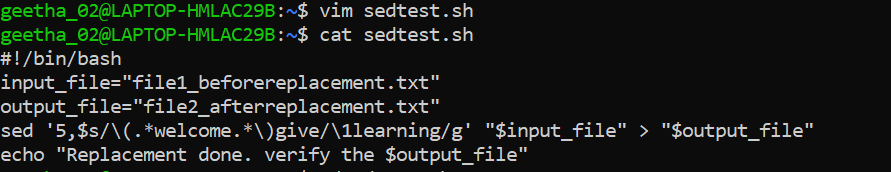 geetha_02@LAPTOP-HMLAC29B:~$ vim sedtest.sh
geetha_02@LAPTOP-HMLAC29B:~$ cat sedtest.sh
#!/bin/bash
input_file="file1_beforereplacement.txt"
output_file="file2_afterreplacement.txt"
sed '5,$s/\(.*welcome.*\)give/\1learning/g' "$input_file" > "$output_file"
echo "Replacement done. verify the $output_file"